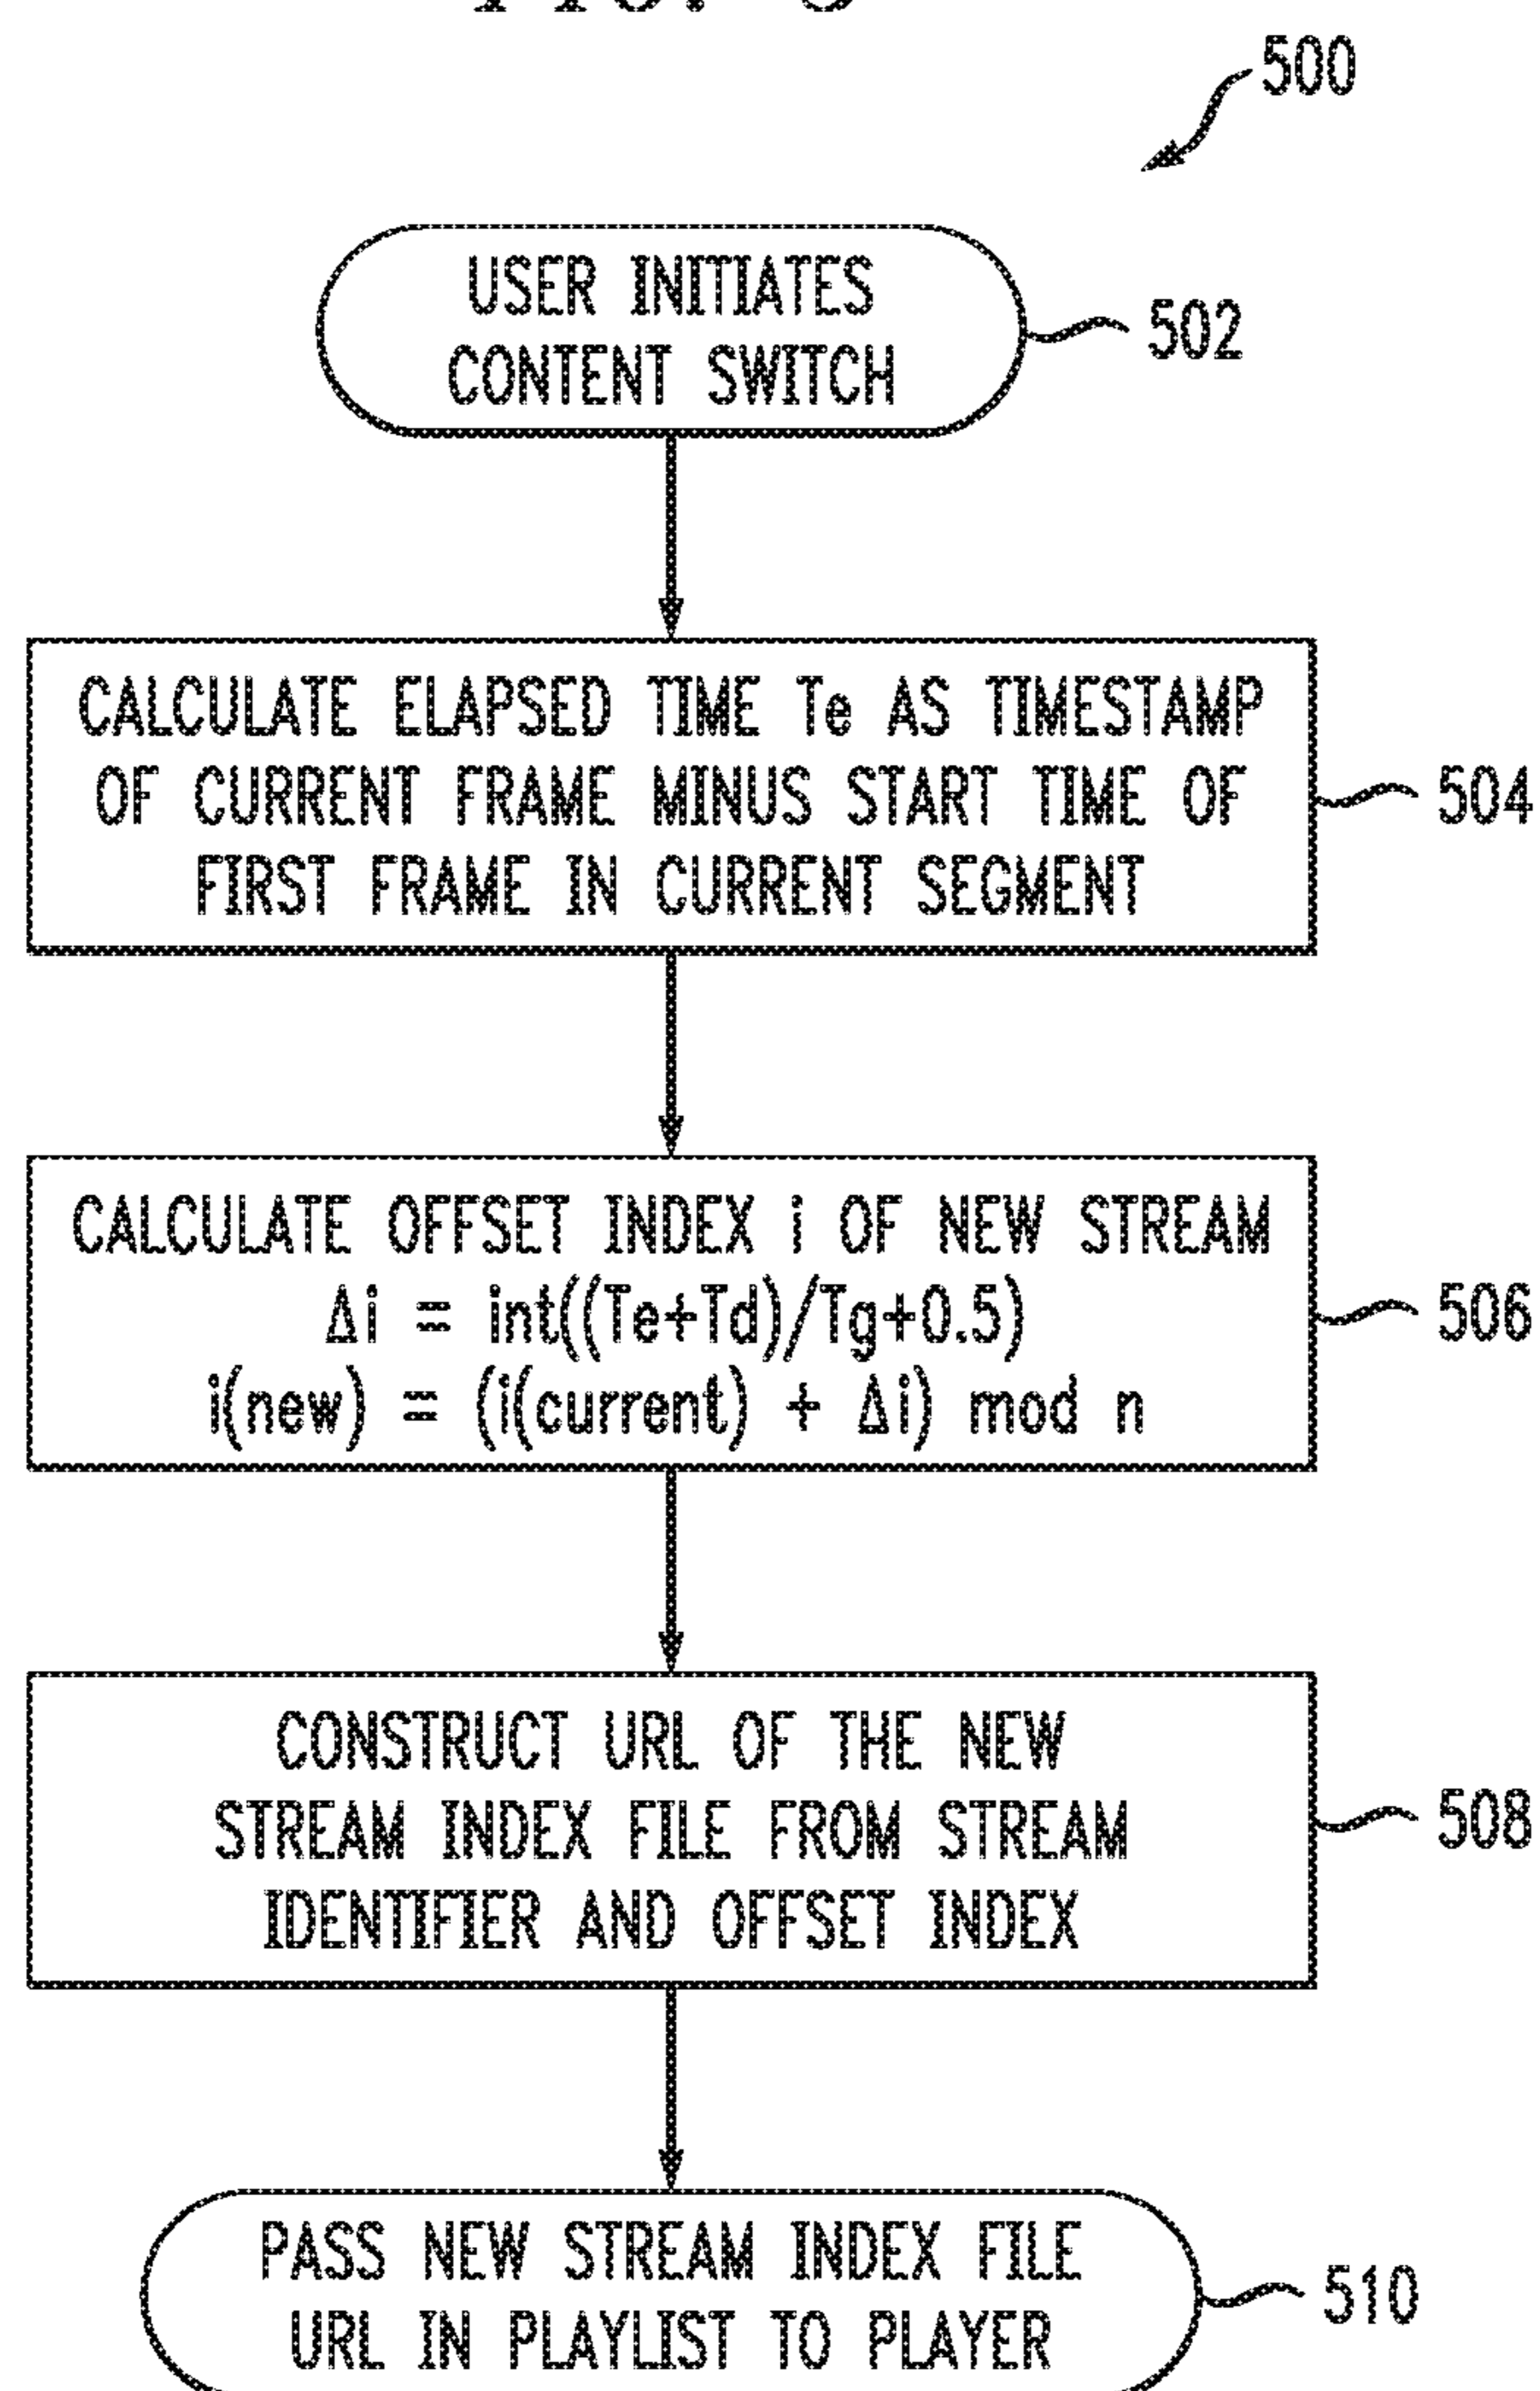 500
USER INITIATES
CONTENT SWITCH
502
CALCULATE ELAPSED TIME Te AS TIMESTAMP
OF CURRENT FRAME MINUS START TIME OF
FIRST FRAME IN CURRENT SEGMENT
504
CALCULATE OFFSET INDEX i OF NEW STREAM
Δi = int((Te+Td)/Tg+0.5)
i(new) = (i(current) + Δi) mod n
506
CONSTRUCT URL OF THE NEW
STREAM INDEX FILE FROM STREAM
IDENTIFIER AND OFFSET INDEX
508
PASS NEW STREAM INDEX FILE
URL IN PLAYLIST TO PLAYER
510